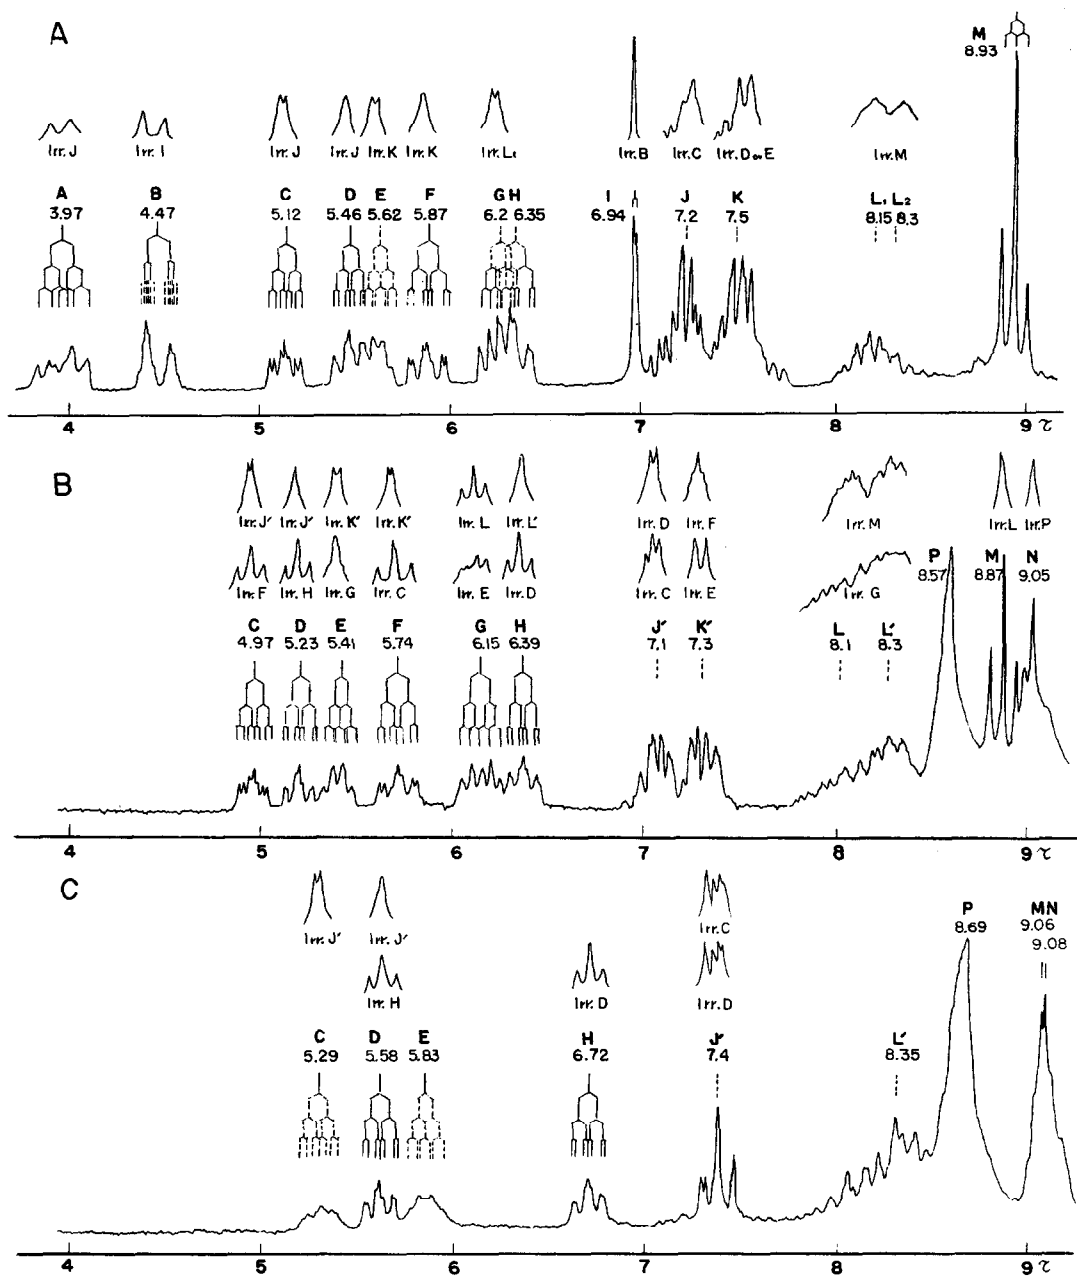 A
M
8.93
Irr. J Irr. I Irr. J Irr. J Irr. K Irr. K Irr. L₁ Irr. B Irr. C Irr. D or E Irr. M
A B C D E F G H I J K L₁ L₂
3.97 4.47 5.12 5.46 5.62 5.87 6.2 6.35 6.94 7.2 7.5 8.15 8.3
4 5 6 7 8 9 τ
B
Irr. J' Irr. J' Irr. K' Irr. K' Irr. L Irr. L' Irr. D Irr. F Irr. M Irr. L Irr. P
P M N
8.57 8.87 9.05
Irr. F Irr. H Irr. G Irr. C Irr. E Irr. D Irr. C Irr. E Irr. G
C D E F G H J' K' L L'
4.97 5.23 5.41 5.74 6.15 6.39 7.1 7.3 8.1 8.3
4 5 6 7 8 9 τ
C
P MN
8.69 9.06
9.08
Irr. J' Irr. J' Irr. C
Irr. H Irr. D Irr. D
C D E H J' L'
5.29 5.58 5.83 6.72 7.4 8.35
4 5 6 7 8 9 τ